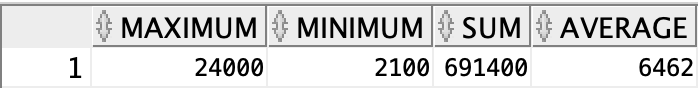 MAXIMUM MINIMUM SUM AVERAGE
1 24000 2100 691400 6462